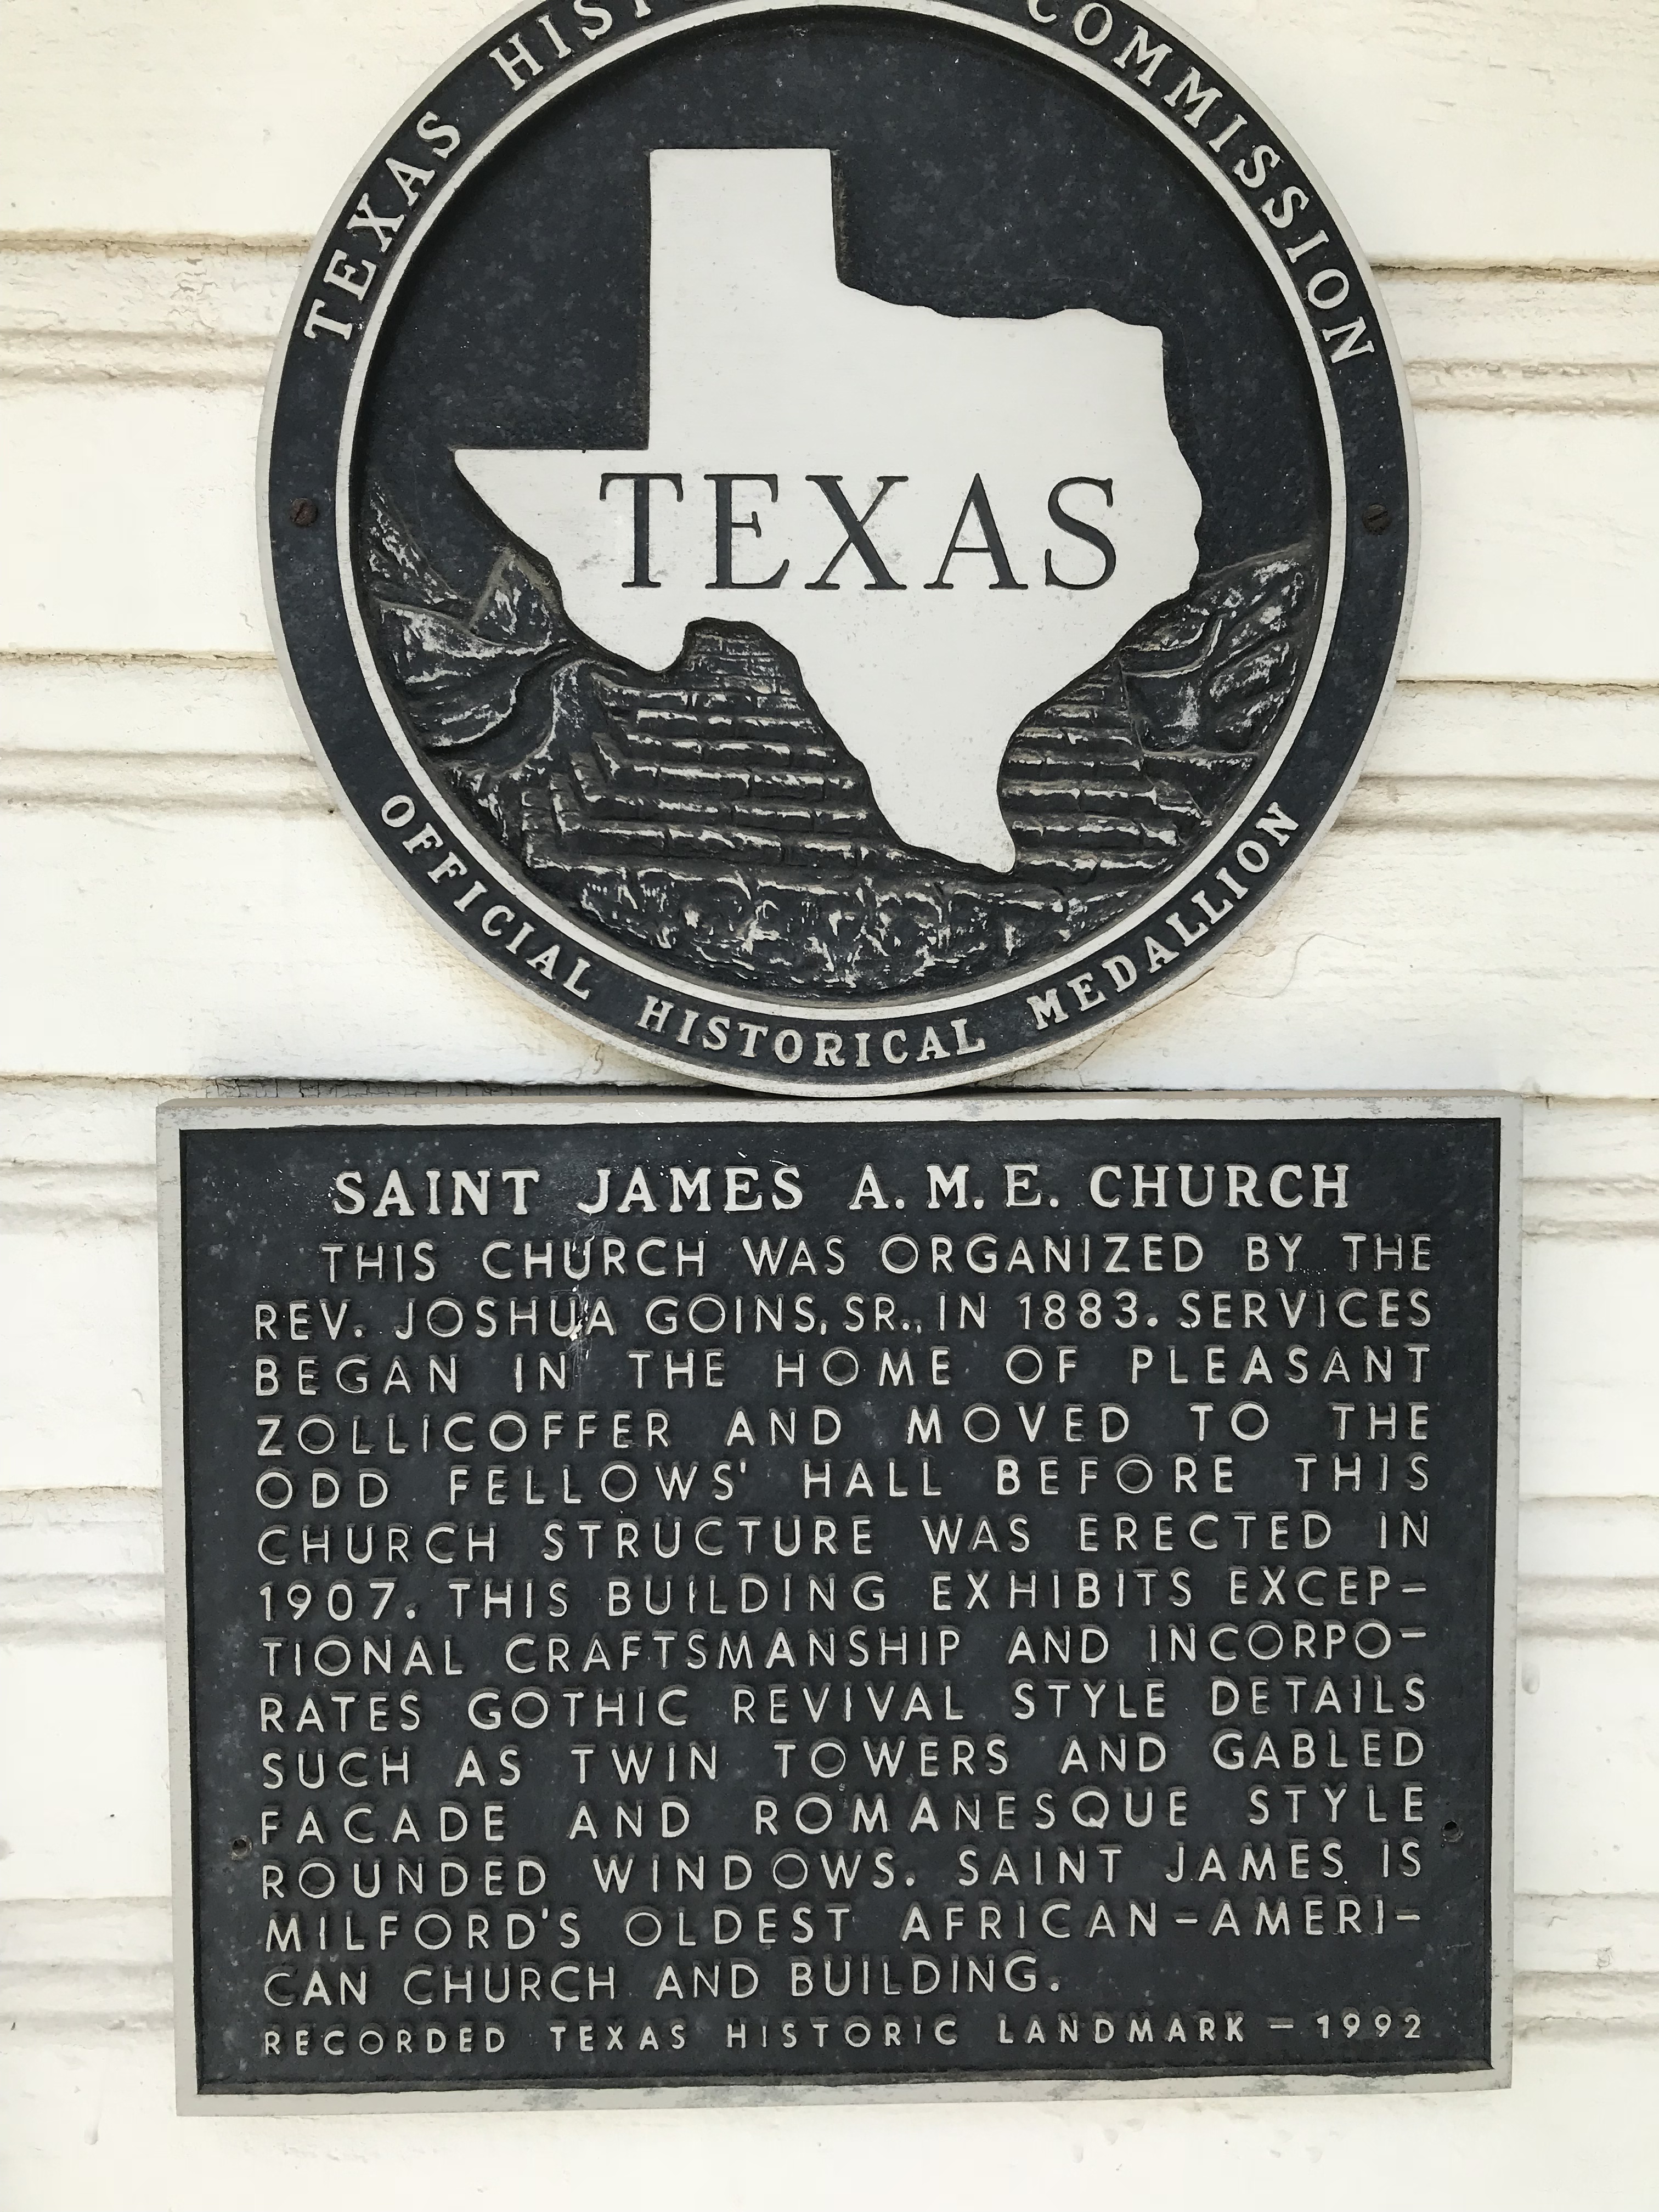 TEXAS HISTORICAL COMMISSION
TEXAS
OFFICIAL HISTORICAL MEDALLION
SAINT JAMES A. M. E. CHURCH
THIS CHURCH WAS ORGANIZED BY THE
REV. JOSHUA GOINS, SR., IN 1883. SERVICES
BEGAN IN THE HOME OF PLEASANT
ZOLLICOFFER AND MOVED TO THE
ODD FELLOWS' HALL BEFORE THIS
CHURCH STRUCTURE WAS ERECTED IN
1907. THIS BUILDING EXHIBITS EXCEP-
TIONAL CRAFTSMANSHIP AND INCORPO-
RATES GOTHIC REVIVAL STYLE DETAILS
SUCH AS TWIN TOWERS AND GABLED
FACADE AND ROMANESQUE STYLE
ROUNDED WINDOWS. SAINT JAMES IS
MILFORD'S OLDEST AFRICAN-AMERI-
CAN CHURCH AND BUILDING.
RECORDED TEXAS HISTORIC LANDMARK - 1992